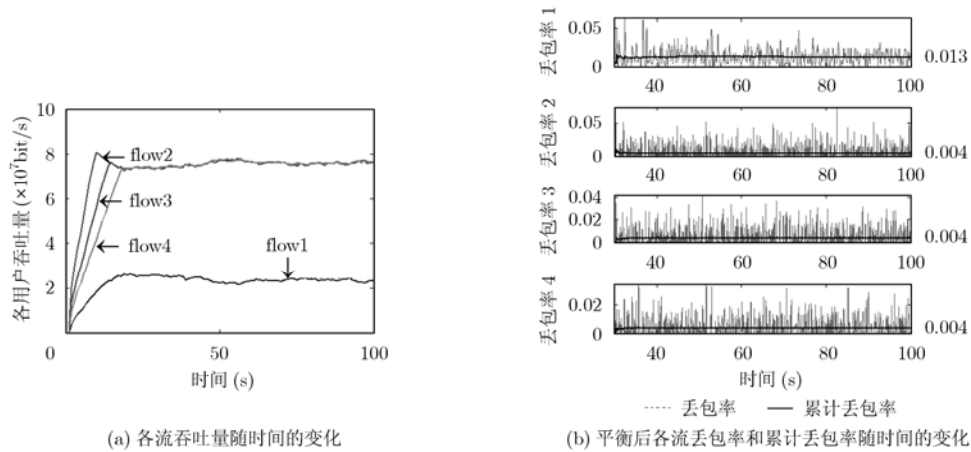 各用户吞吐量 (×10⁷bit/s)
10
8
6
4
2
0
50
100
flow2
flow3
flow4
flow1
时间 (s)
(a) 各流吞吐量随时间的变化
丢包率 1
0.05
0
40
60
80
100
0.013
丢包率 2
0.05
0
40
60
80
100
0.004
丢包率 3
0.04
0.02
0
40
60
80
100
0.004
丢包率 4
0.02
0
40
60
80
100
0.004
时间 (s)
丢包率
累计丢包率
(b) 平衡后各流丢包率和累计丢包率随时间的变化